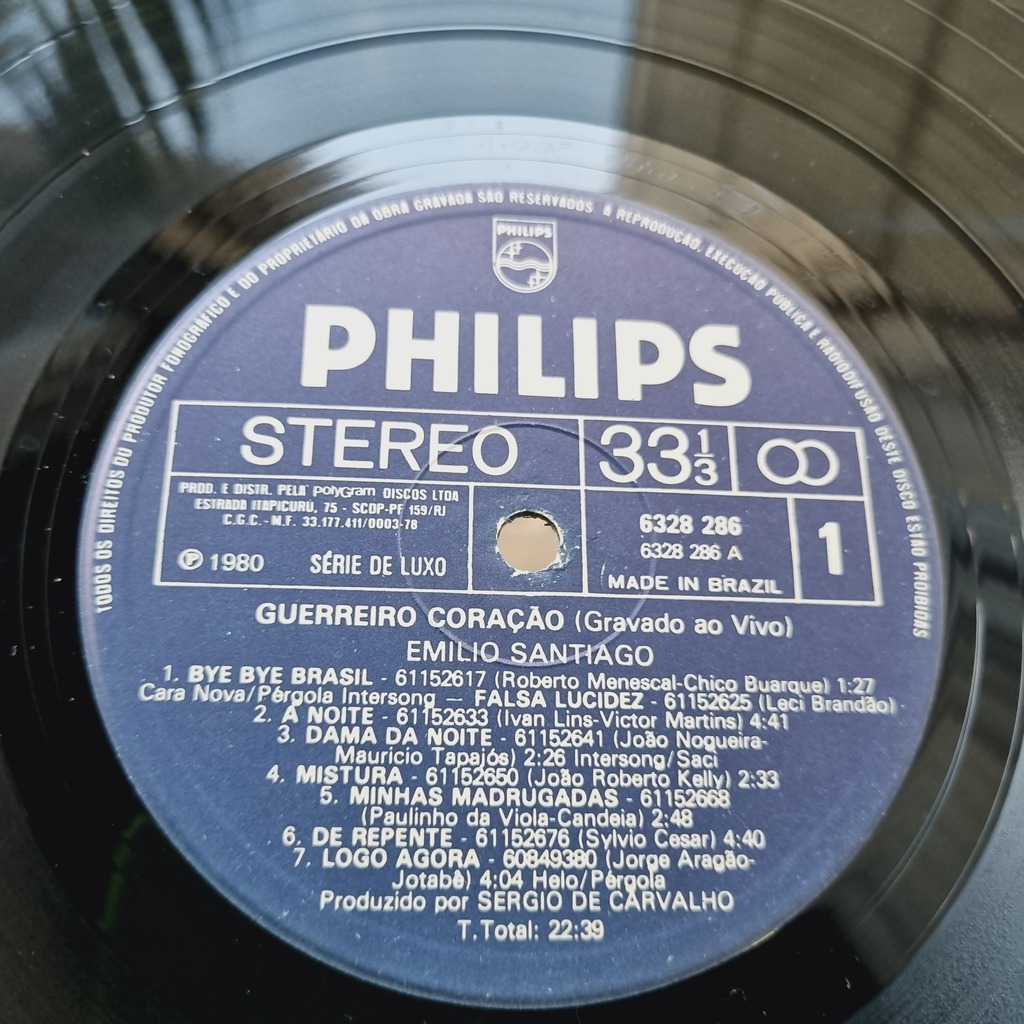 TODOS OS DIREITOS DO PRODUTOR FONOGRÁFICO E DO PROPRIETÁRIO DA OBRA GRAVADA SÃO RESERVADOS A REPRODUÇÃO, EXECUÇÃO PÚBLICA E RADIODIFUSÃO DESTE DISCO ESTÃO PROIBIDAS
PHILIPS
PHILIPS
STEREO
33 1/3
PROD. E DISTR. PELA polyGram DISCOS LTDA
ESTRADA ITAPICURÚ, 75 - SCDP-PF 159/RJ
C.G.C. - M.F. 33.177.411/0003-78
℗ 1980 SÉRIE DE LUXO
6328 286
6328 286 A
MADE IN BRAZIL
1
GUERREIRO CORAÇÃO (Gravado ao Vivo)
EMILIO SANTIAGO
1. BYE BYE BRASIL - 61152617 (Roberto Menescal-Chico Buarque) 1:27
Cara Nova/Pérgola Intersong — FALSA LUCIDEZ - 61152625 (Leci Brandão)
2. A NOITE - 61152633 (Ivan Lins-Victor Martins) 4:41
3. DAMA DA NOITE - 61152641 (João Nogueira-
Mauricio Tapajós) 2:26 Intersong/Saci
4. MISTURA - 61152650 (João Roberto Kelly) 2:33
5. MINHAS MADRUGADAS - 61152668
(Paulinho da Viola-Candeia) 2:48
6. DE REPENTE - 61152676 (Sylvio Cesar) 4:40
7. LOGO AGORA - 60849380 (Jorge Aragão-
Jotabê) 4:04 Helo/Pérgola
Produzido por SERGIO DE CARVALHO
T.Total: 22:39